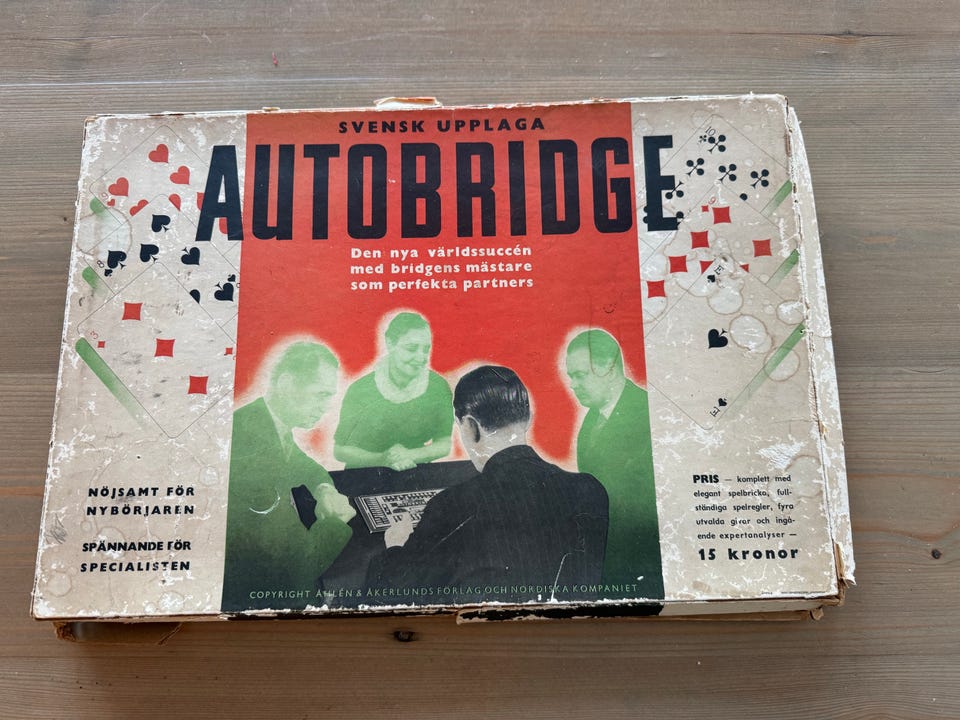 SVENSK UPPLAGA
AUTOBRIDGE
Den nya världssuccén
med bridgens mästare
som perfekta partners
NÖJSAMT FÖR
NYBÖRJAREN
SPÄNNANDE FÖR
SPECIALISTEN
PRIS — komplett med
elegant spelbricka, full-
ständiga spelregler, fyra
utvalda givar och ingå-
ende expertanalyser —
15 kronor
COPYRIGHT ÅHLÉN & ÅKERLUNDS FÖRLAG OCH NORDISKA KOMPANIET